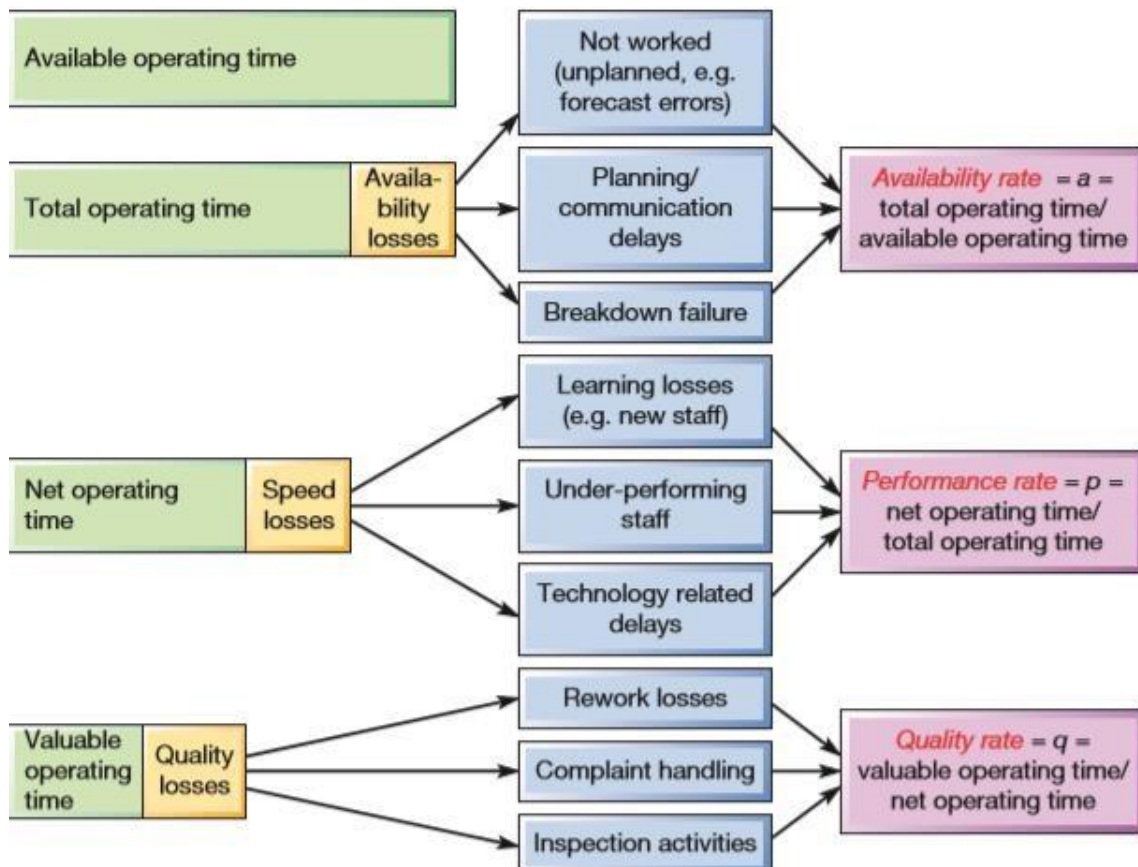 Available operating time
Not worked
(unplanned, e.g.
forecast errors)
Total operating time
Availa-
bility
losses
Planning/
communication
delays
Breakdown failure
Availability rate = a =
total operating time/
available operating time
Net operating
time
Speed
losses
Learning losses
(e.g. new staff)
Under-performing
staff
Technology related
delays
Performance rate = p =
net operating time/
total operating time
Valuable
operating
time
Quality
losses
Rework losses
Complaint handling
Inspection activities
Quality rate = q =
valuable operating time/
net operating time